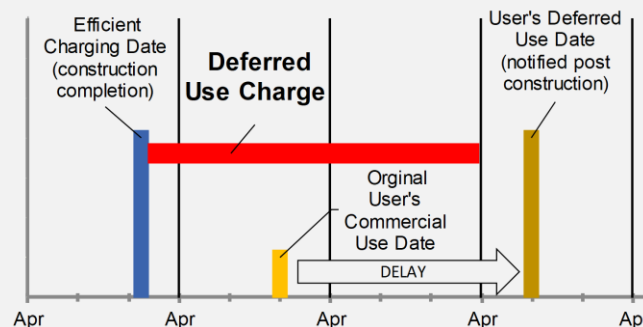 Efficient
Charging Date
(construction
completion)
Deferred
Use Charge
User's Deferred
Use Date
(notified post
construction)
Orginal
User's
Commercial
Use Date
DELAY
Apr
Apr
Apr
Apr
Ap